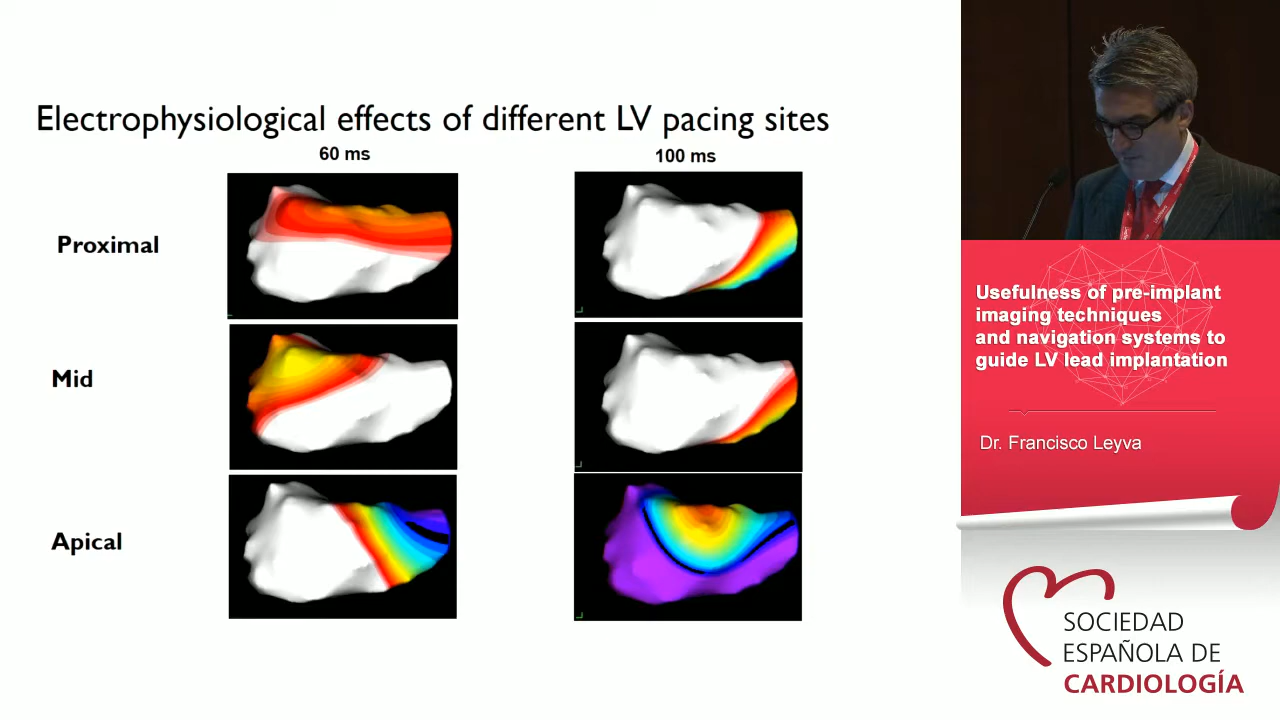 Electrophysiological effects of different LV pacing sites
60 ms
100 ms
Proximal
Mid
Apical
Usefulness of pre-implant
imaging techniques
and navigation systems to
guide LV lead implantation
Dr. Francisco Leyva
SOCIEDAD
ESPAÑOLA DE
CARDIOLOGÍA